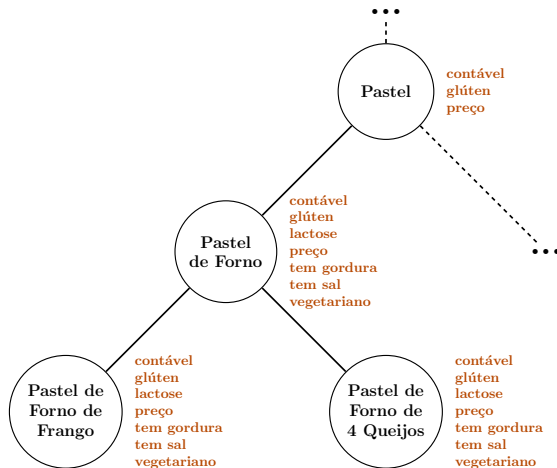 Pastel
contável
glúten
preço
Pastel
de Forno
contável
glúten
lactose
preço
tem gordura
tem sal
vegetariano
Pastel de
Forno de
Frango
contável
glúten
lactose
preço
tem gordura
tem sal
vegetariano
Pastel de
Forno de
4 Queijos
contável
glúten
lactose
preço
tem gordura
tem sal
vegetariano